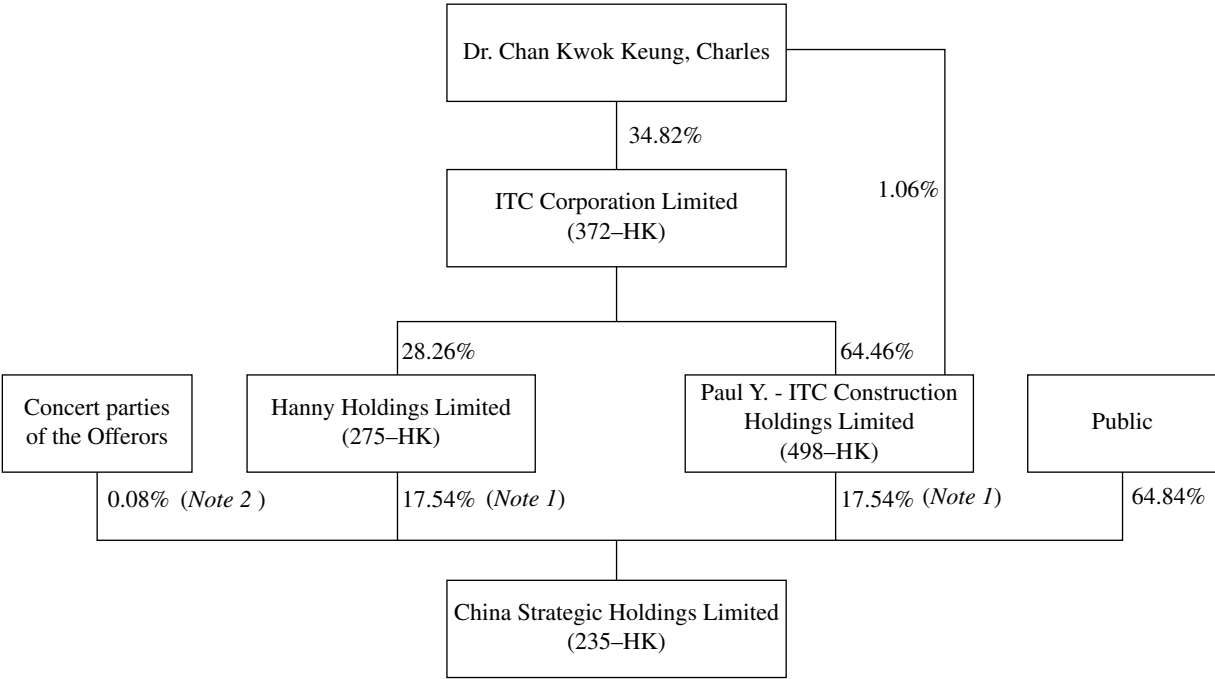 Dr. Chan Kwok Keung, Charles
34.82%
1.06%
ITC Corporation Limited
(372–HK)
28.26%
64.46%
Concert parties
of the Offerors
Hanny Holdings Limited
(275–HK)
Paul Y. - ITC Construction
Holdings Limited
(498–HK)
Public
0.08% (Note 2 )
17.54% (Note 1)
17.54% (Note 1)
64.84%
China Strategic Holdings Limited
(235–HK)